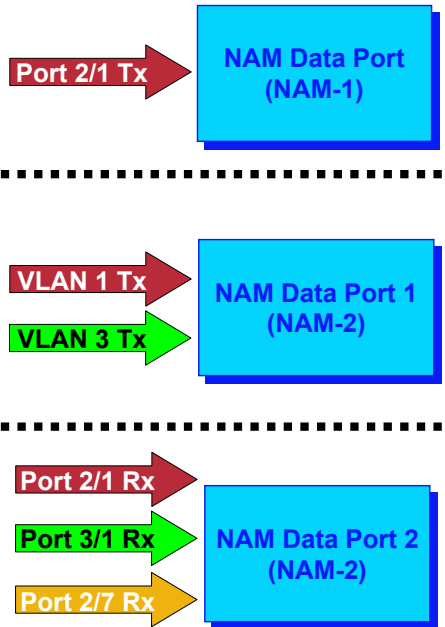 Port 2/1 Tx
NAM Data Port
(NAM-1)
VLAN 1 Tx
VLAN 3 Tx
NAM Data Port 1
(NAM-2)
Port 2/1 Rx
Port 3/1 Rx
Port 2/7 Rx
NAM Data Port 2
(NAM-2)